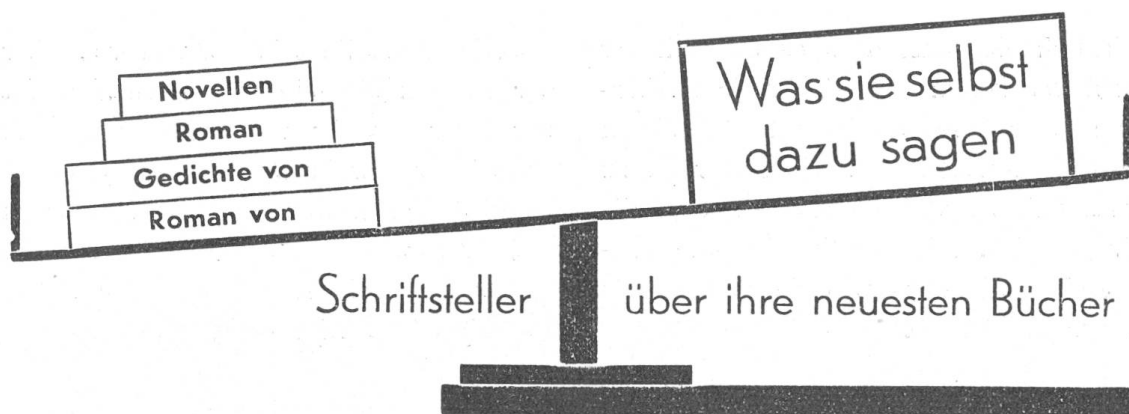 Novellen
Roman
Gedichte von
Roman von
Was sie selbst
dazu sagen
Schriftsteller über ihre neuesten Bücher